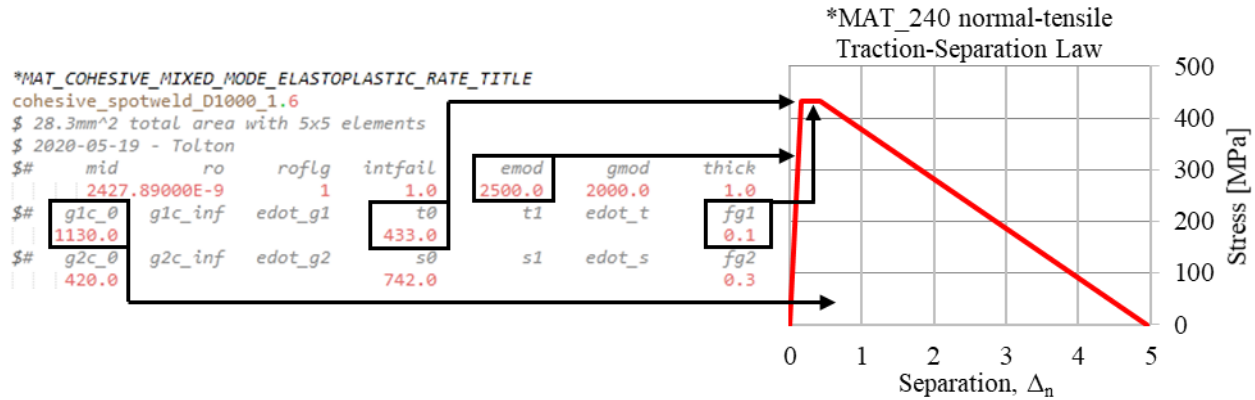 *MAT_COHESIVE_MIXED_MODE_ELASTOPLASTIC_RATE_TITLE
cohesive_spotweld_D1000_1.6
$ 28.3mm^2 total area with 5x5 elements
$ 2020-05-19 - Tolton
$# mid ro roflg intfail emod gmod thick
2427.89000E-9 1 1.0 2500.0 2000.0 1.0
$# g1c_0 g1c_inf edot_g1 t0 t1 edot_t fg1
1130.0 433.0 0.1
$# g2c_0 g2c_inf edot_g2 s0 s1 edot_s fg2
420.0 742.0 0.3
*MAT_240 normal-tensile
Traction-Separation Law
500
400
300
200
100
0
Stress [MPa]
0 1 2 3 4 5
Separation, Δn